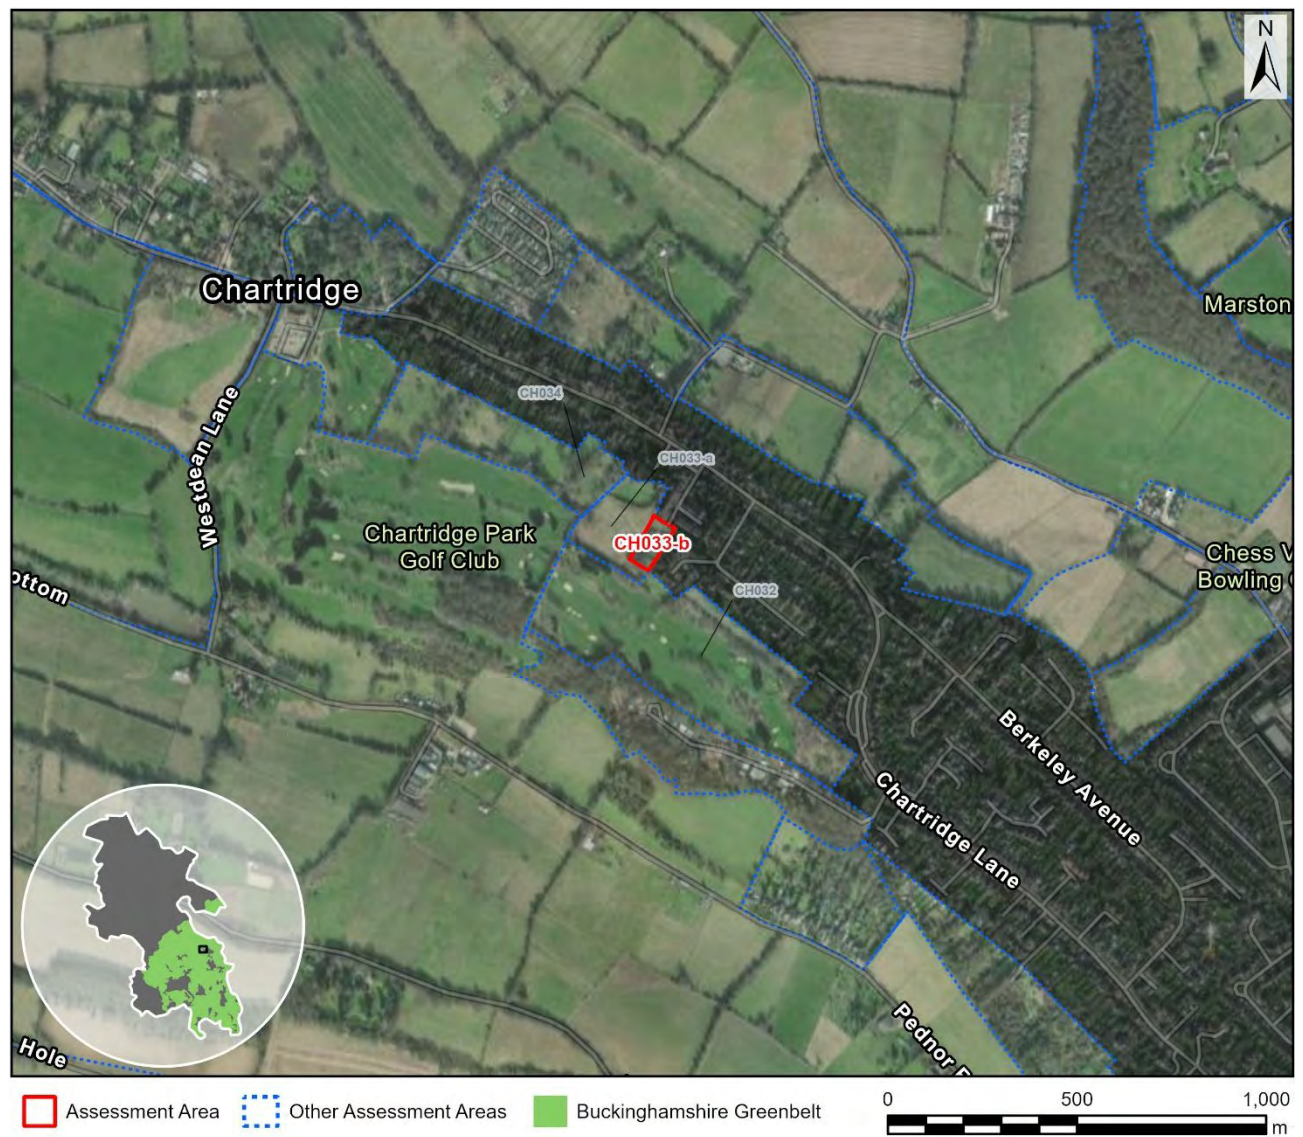 N
Chartridge
Marston
CH034
CH033-a
Westdean Lane
Chartridge Park
Golf Club
CH033-b
Chess V
Bowling
ottom
CH032
Berkeley Avenue
Chartridge Lane
Pednor
Hole
Assessment Area
Other Assessment Areas
Buckinghamshire Greenbelt
0 500 1,000
m